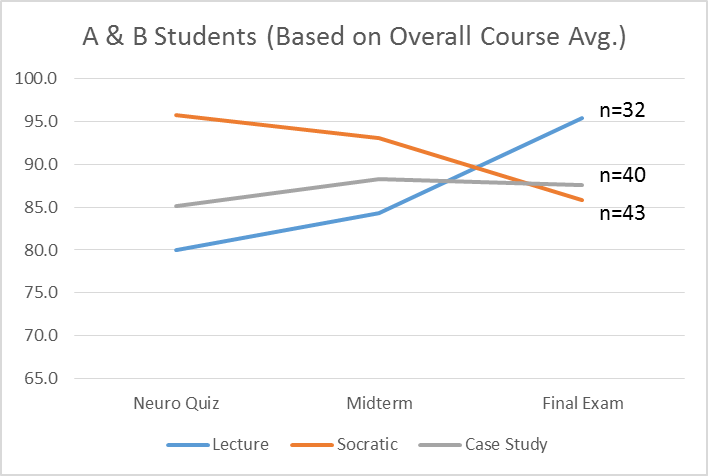 A & B Students (Based on Overall Course Avg.)
100.0
95.0
90.0
85.0
80.0
75.0
70.0
65.0
n=32
n=40
n=43
Neuro Quiz
Midterm
Final Exam
Lecture
Socratic
Case Study